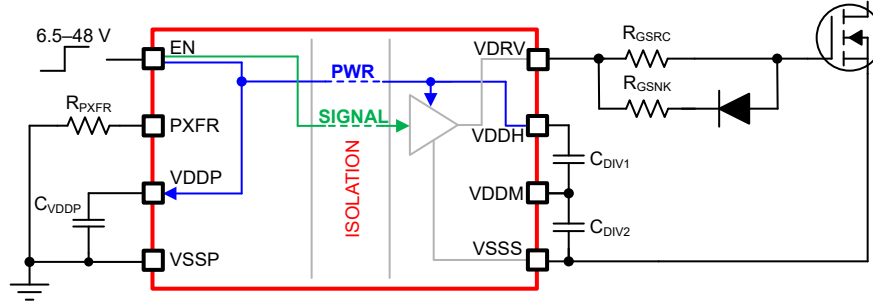 6.5–48 V
EN
VDRV
RGSRC
PWR
RGSNK
RPXFR
PXFR
SIGNAL
VDDH
CDIV1
ISOLATION
VDDP
VDDM
CVDDP
CDIV2
VSSP
VSSS